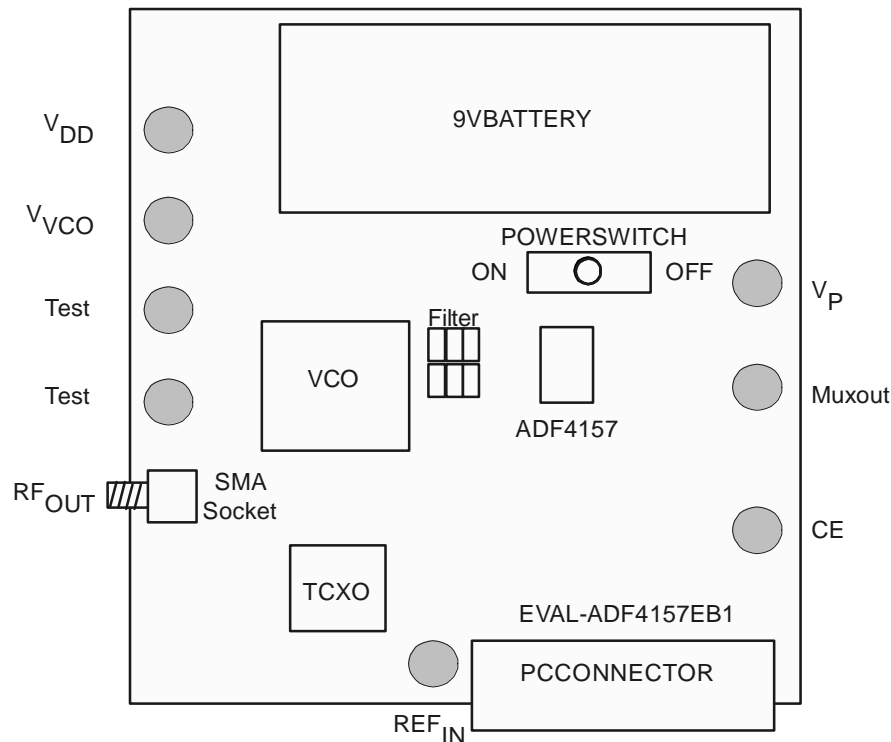 9VBATTERY
VDD
VVCO
POWERSWITCH
ON
OFF
VP
Test
Filter
VCO
Test
Muxout
ADF4157
RFOUT
SMA
Socket
CE
TCXO
EVAL-ADF4157EB1
PCCONNECTOR
REFIN